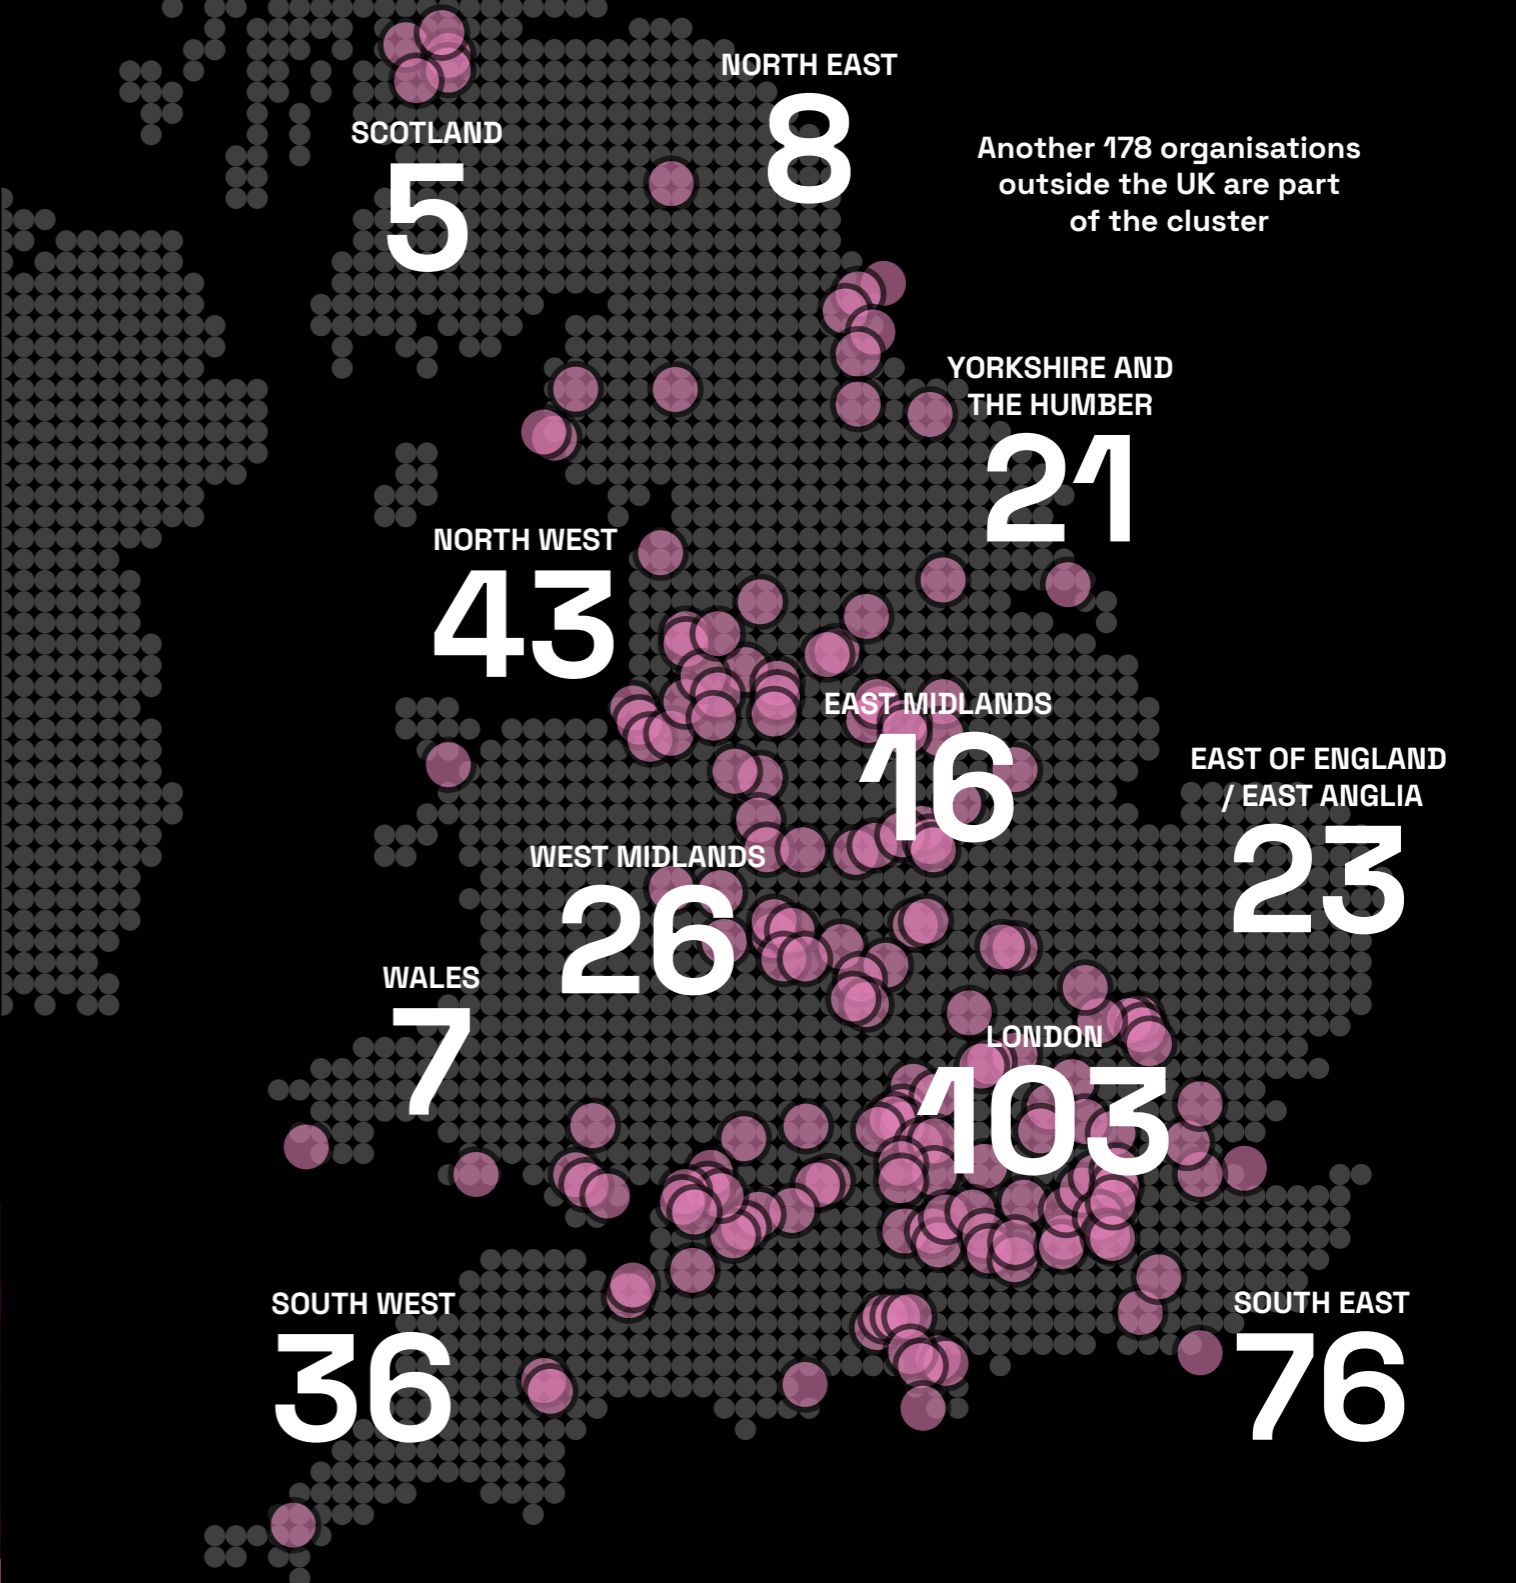 NORTH EAST
8
SCOTLAND
5
Another 178 organisations
outside the UK are part
of the cluster
YORKSHIRE AND
THE HUMBER
21
NORTH WEST
43
EAST MIDLANDS
16
EAST OF ENGLAND
/ EAST ANGLIA
23
WEST MIDLANDS
26
WALES
7
LONDON
103
SOUTH WEST
36
SOUTH EAST
76